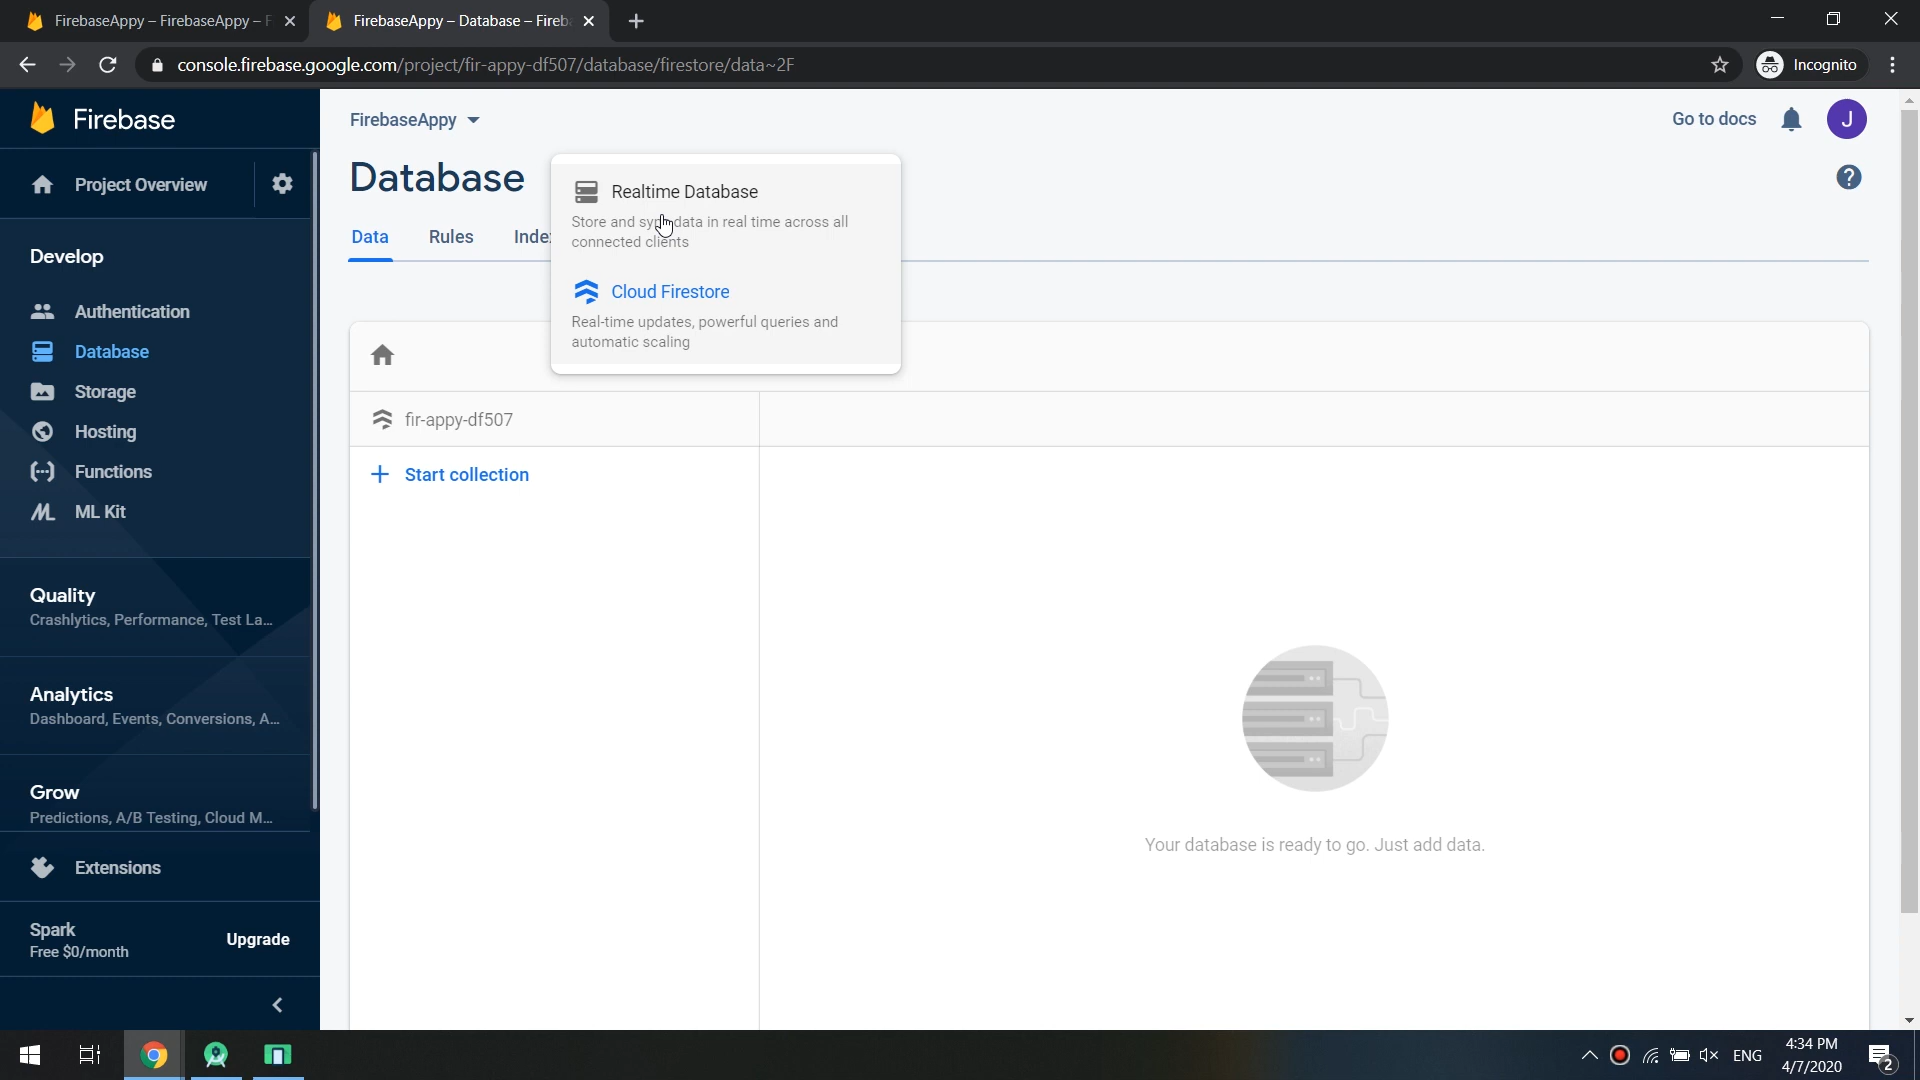 FirebaseAppy – FirebaseAppy – F
FirebaseAppy – Database – Fireb
console.firebase.google.com/project/fir-appy-df507/database/firestore/data~2F
Incognito
Firebase
Project Overview
Develop
Authentication
Database
Storage
Hosting
Functions
ML Kit
Quality
Crashlytics, Performance, Test La...
Analytics
Dashboard, Events, Conversions, A...
Grow
Predictions, A/B Testing, Cloud M...
Extensions
Spark
Free $0/month
Upgrade
FirebaseAppy
Go to docs
J
Database
Data
Rules
Inde
Realtime Database
Store and sync data in real time across all
connected clients
Cloud Firestore
Real-time updates, powerful queries and
automatic scaling
fir-appy-df507
Start collection
Your database is ready to go. Just add data.
ENG
4:34 PM
4/7/2020
2